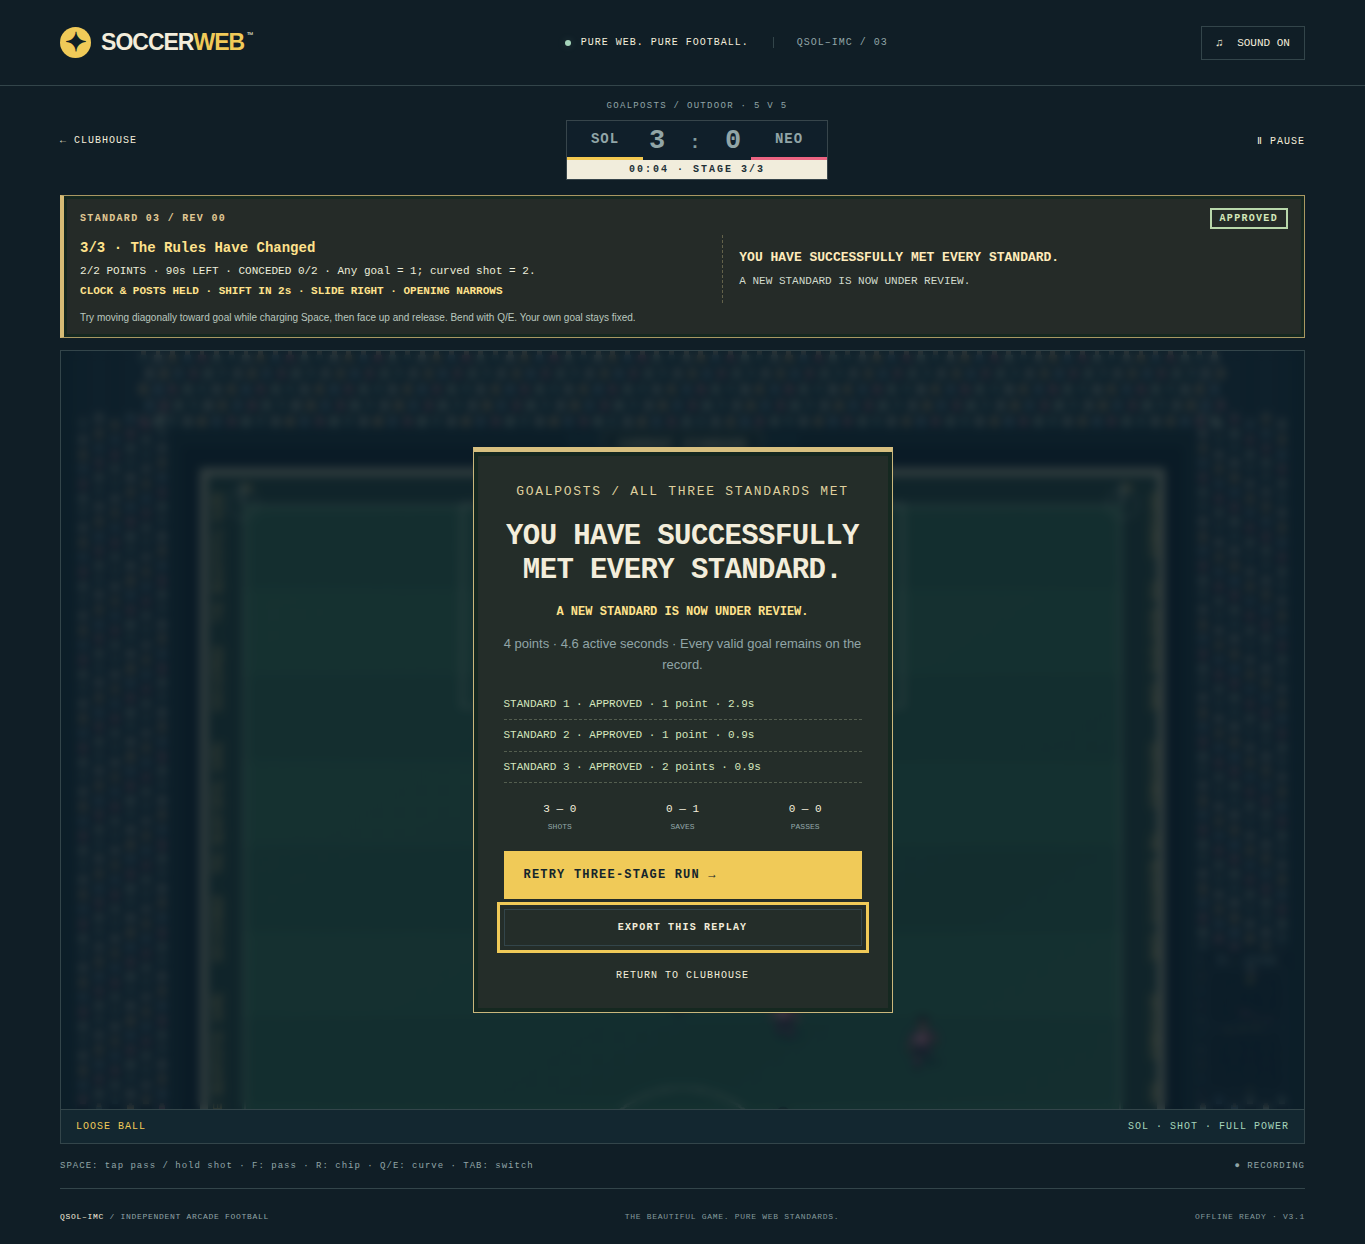 SOCCERWEB™
PURE WEB. PURE FOOTBALL.
QSOL–IMC / 03
♫ SOUND ON
GOALPOSTS / OUTDOOR · 5 V 5
← CLUBHOUSE
SOL 3 : 0 NEO
00:04 · STAGE 3/3
Ⅱ PAUSE
STANDARD 03 / REV 00
APPROVED
3/3 · The Rules Have Changed
2/2 POINTS · 90s LEFT · CONCEDED 0/2 · Any goal = 1; curved shot = 2.
CLOCK & POSTS HELD · SHIFT IN 2s · SLIDE RIGHT · OPENING NARROWS
Try moving diagonally toward goal while charging Space, then face up and release. Bend with Q/E. Your own goal stays fixed.
YOU HAVE SUCCESSFULLY MET EVERY STANDARD.
A NEW STANDARD IS NOW UNDER REVIEW.
GOALPOSTS / ALL THREE STANDARDS MET
YOU HAVE SUCCESSFULLY
MET EVERY STANDARD.
A NEW STANDARD IS NOW UNDER REVIEW.
4 points · 4.6 active seconds · Every valid goal remains on the
record.
STANDARD 1 · APPROVED · 1 point · 2.9s
STANDARD 2 · APPROVED · 1 point · 0.9s
STANDARD 3 · APPROVED · 2 points · 0.9s
3 — 0 0 — 1 0 — 0
SHOTS SAVES PASSES
RETRY THREE-STAGE RUN →
EXPORT THIS REPLAY
RETURN TO CLUBHOUSE
LOOSE BALL
SOL · SHOT · FULL POWER
SPACE: tap pass / hold shot · F: pass · R: chip · Q/E: curve · TAB: switch
● RECORDING
QSOL–IMC / INDEPENDENT ARCADE FOOTBALL
THE BEAUTIFUL GAME. PURE WEB STANDARDS.
OFFLINE READY · V3.1